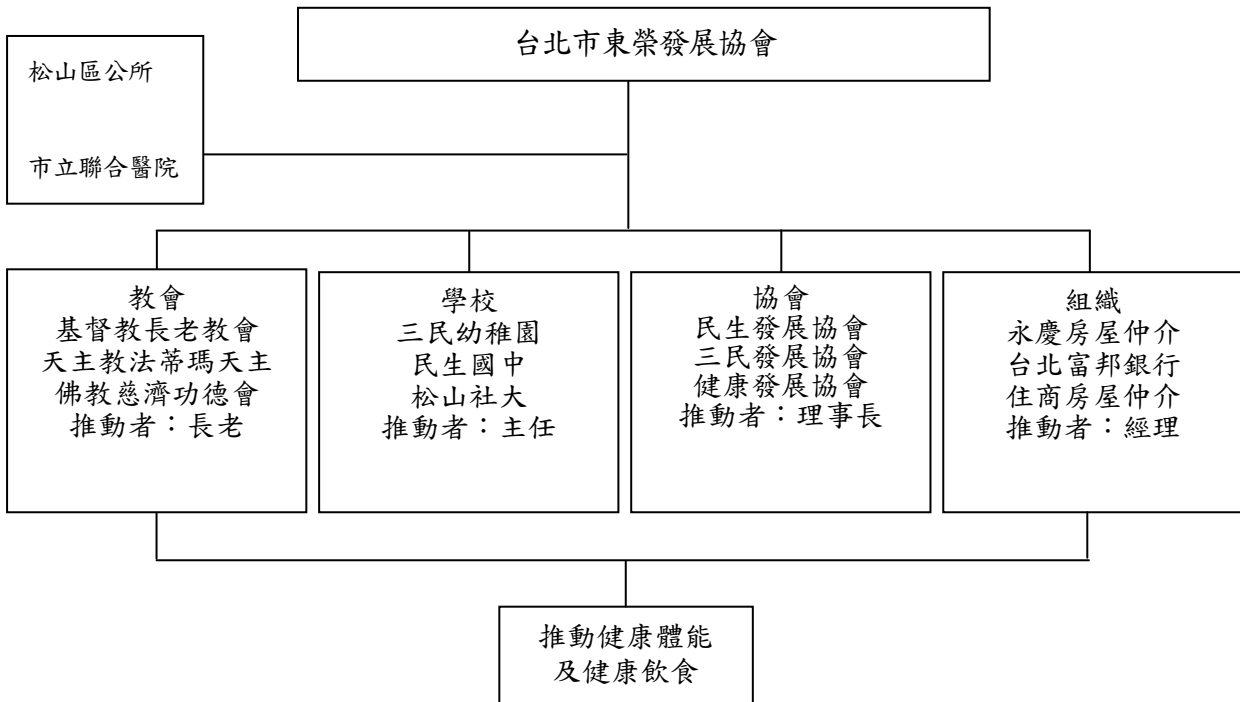 台北市東榮發展協會
松山區公所
市立聯合醫院
教會
基督教長老教會
天主教法蒂瑪天主
佛教慈濟功德會
推動者：長老
學校
三民幼稚園
民生國中
松山社大
推動者：主任
協會
民生發展協會
三民發展協會
健康發展協會
推動者：理事長
組織
永慶房屋仲介
台北富邦銀行
住商房屋仲介
推動者：經理
推動健康體能
及健康飲食